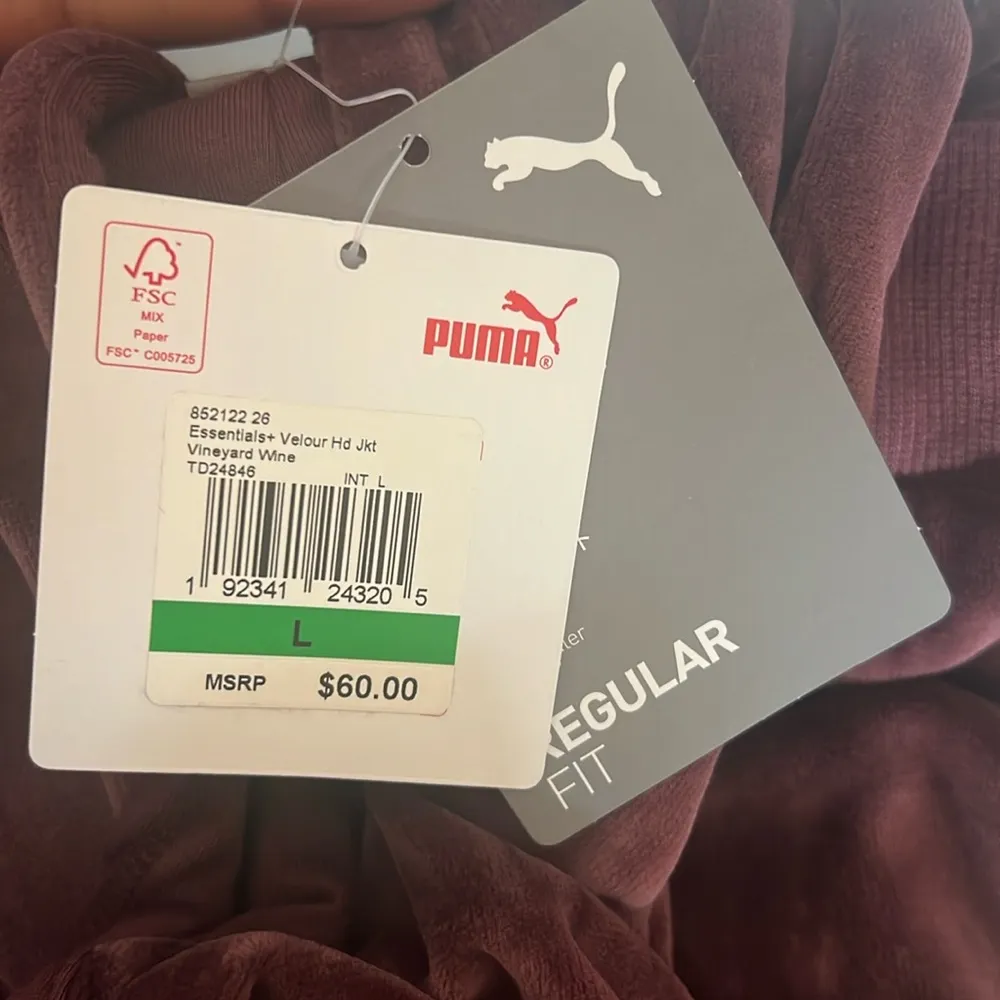 FSC
MIX
Paper
FSC™ C005725
PUMA®
852122 26
Essentials+ Velour Hd Jkt
Vineyard Wine
TD24846 INT L
1 92341 24320 5
L
MSRP $60.00
REGULAR
FIT